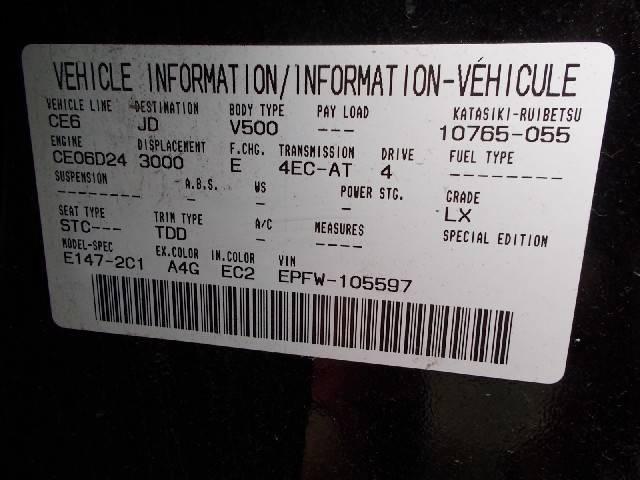 VEHICLE INFORMATION/INFORMATION-VÉHICULE
VEHICLE LINE DESTINATION BODY TYPE PAY LOAD KATASIKI-RUIBETSU
CE6 JD V500 --- 10765-055
ENGINE DISPLACEMENT F.CHG. TRANSMISSION DRIVE FUEL TYPE
CE06D24 3000 E 4EC-AT 4 --------
SUSPENSION A.B.S. WS POWER STG. GRADE
-------- - - - LX
SEAT TYPE TRIM TYPE A/C MEASURES SPECIAL EDITION
STC--- TDD - -----
MODEL-SPEC EX.COLOR IN.COLOR VIN
E147-2C1 A4G EC2 EPFW-105597